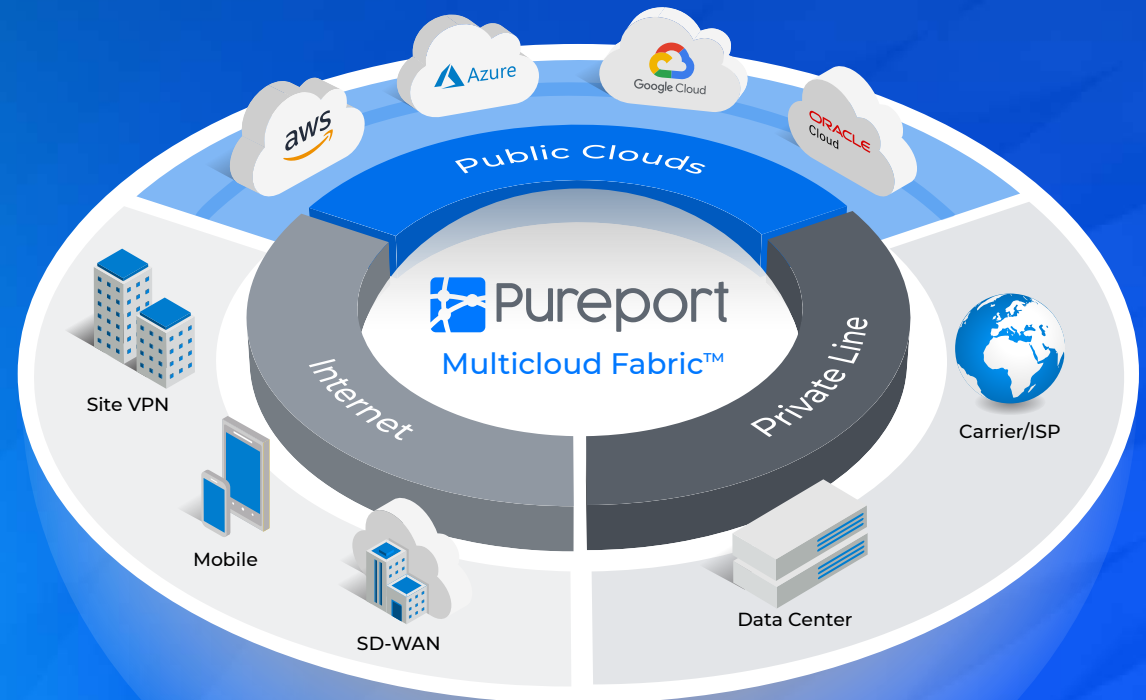 aws
Azure
Google Cloud
ORACLE
Cloud
Public Clouds
Pureport
Multicloud Fabric™
Internet
Private Line
Site VPN
Mobile
SD-WAN
Data Center
Carrier/ISP